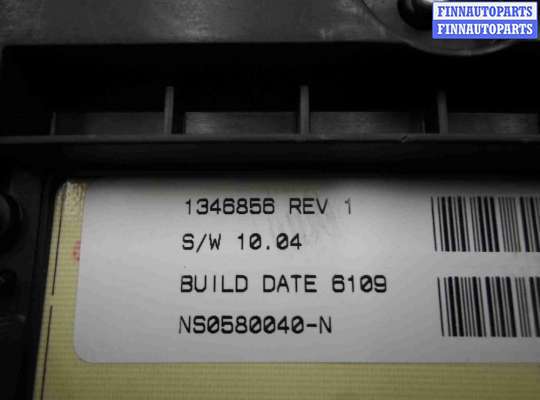 FINNAUTOPARTS
FINNAUTOPARTS
1346856 REV 1
S/W 10.04
BUILD DATE 6109
NS0580040-N